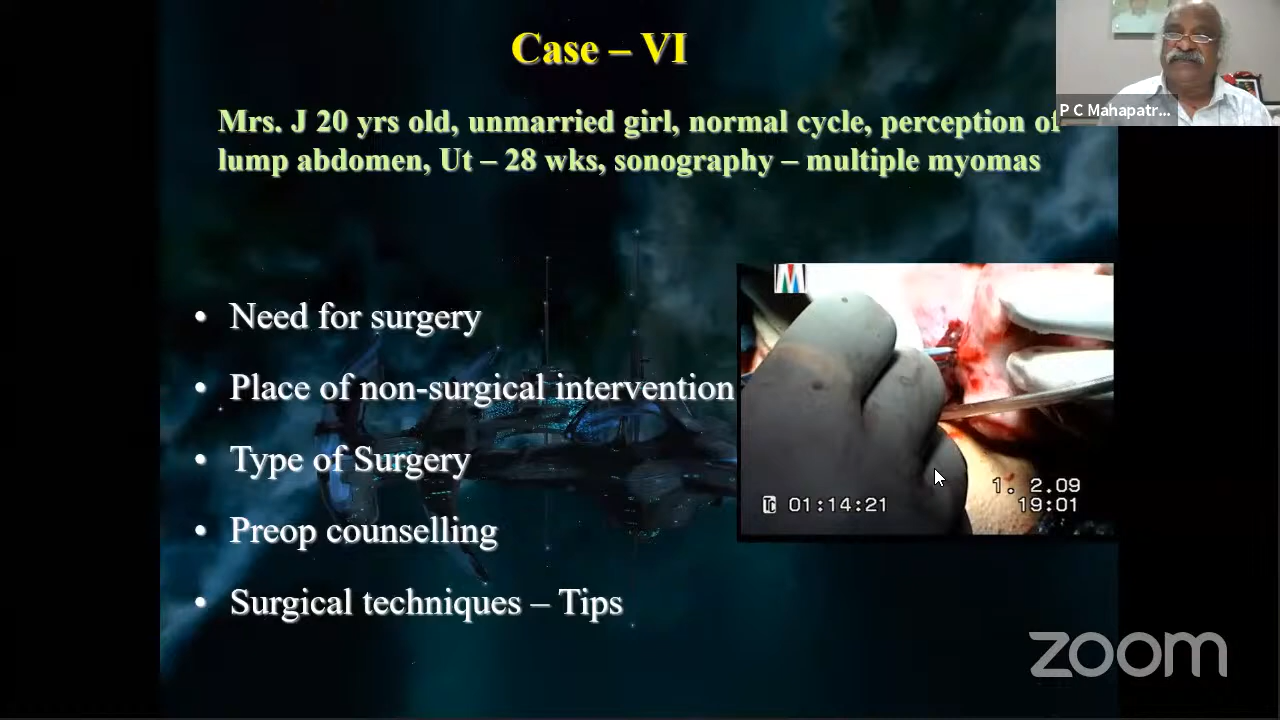 Case – VI
P C Mahapatr...
Mrs. J 20 yrs old, unmarried girl, normal cycle, perception of
lump abdomen, Ut – 28 wks, sonography – multiple myomas
• Need for surgery
• Place of non-surgical intervention
• Type of Surgery
• Preop counselling
• Surgical techniques – Tips
M
1. 2.09
TC 01:14:21
19:01
zoom